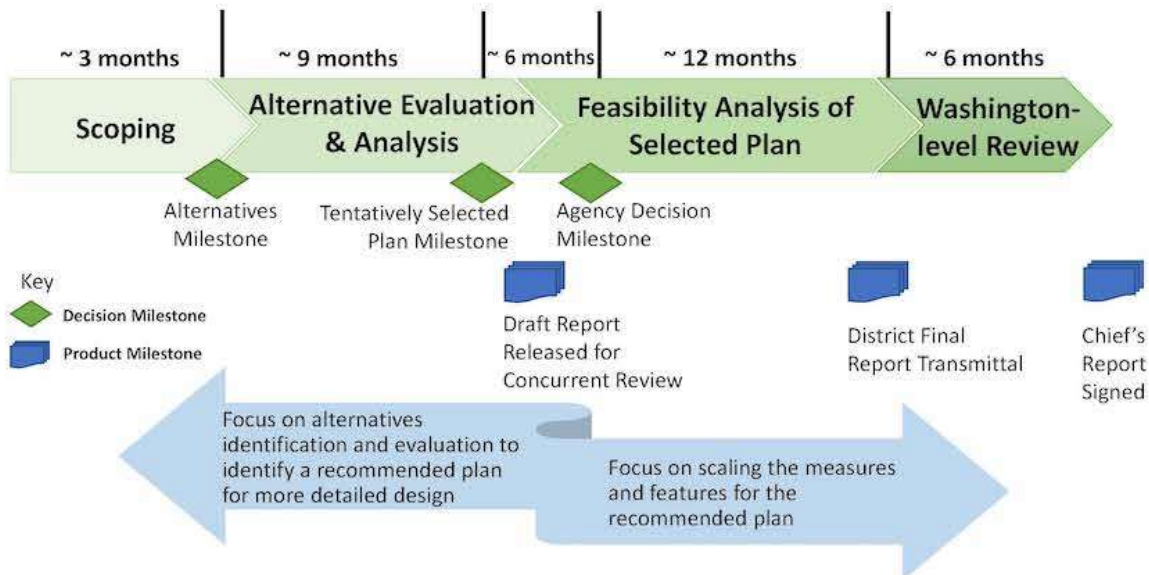 ~ 3 months
~ 9 months
~ 6 months
~ 12 months
~ 6 months
Scoping
Alternative Evaluation
& Analysis
Feasibility Analysis of
Selected Plan
Washington-
level Review
Alternatives
Milestone
Tentatively Selected
Plan Milestone
Agency Decision
Milestone
Key
Decision Milestone
Product Milestone
Draft Report
Released for
Concurrent Review
District Final
Report Transmittal
Chief's
Report
Signed
Focus on alternatives
identification and evaluation to
identify a recommended plan
for more detailed design
Focus on scaling the measures
and features for the
recommended plan